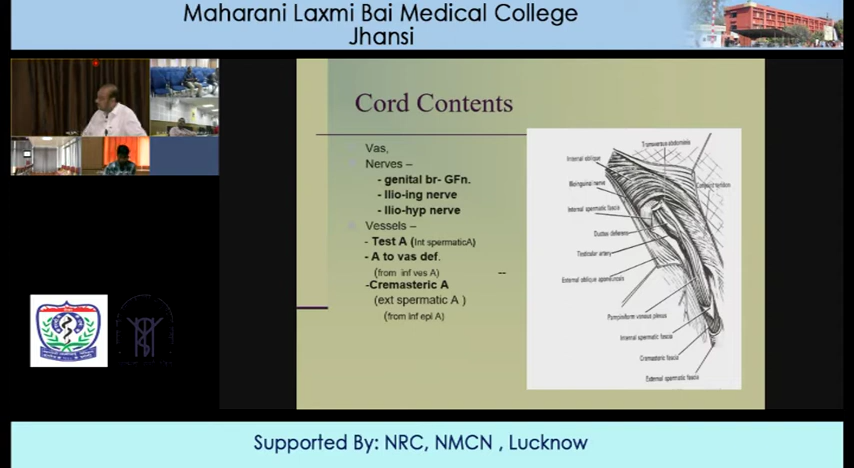 Maharani Laxmi Bai Medical College
Jhansi
Cord Contents
Vas,
Nerves –
- genital br- GFn.
- Ilio-ing nerve
- Ilio-hyp nerve
Vessels –
- Test A (Int spermaticA)
- A to vas def.
(from inf ves A)
--
-Cremasteric A
(ext spermatic A )
(from Inf epi A)
Transversus abdominis
Internal oblique
Ilioinguinal nerve
Conjoint tendon
Internal spermatic fascia
Ductus deferens
Testicular artery
External oblique aponeurosis
Pampiniform venous plexus
Internal spermatic fascia
Cremasteric fascia
External spermatic fascia
Supported By: NRC, NMCN , Lucknow